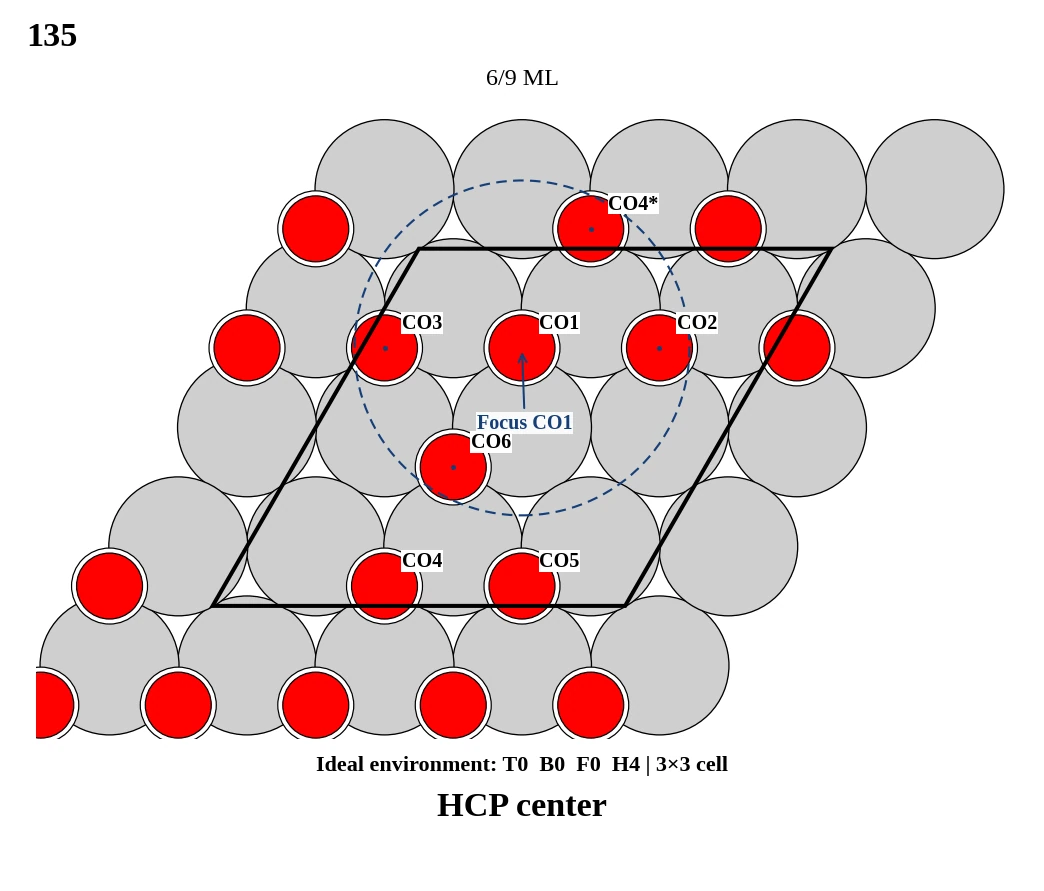 135
6/9 ML
CO4*
CO3
CO1
CO2
Focus CO1
CO6
CO4
CO5
Ideal environment: T0 B0 F0 H4 | 3×3 cell
HCP center